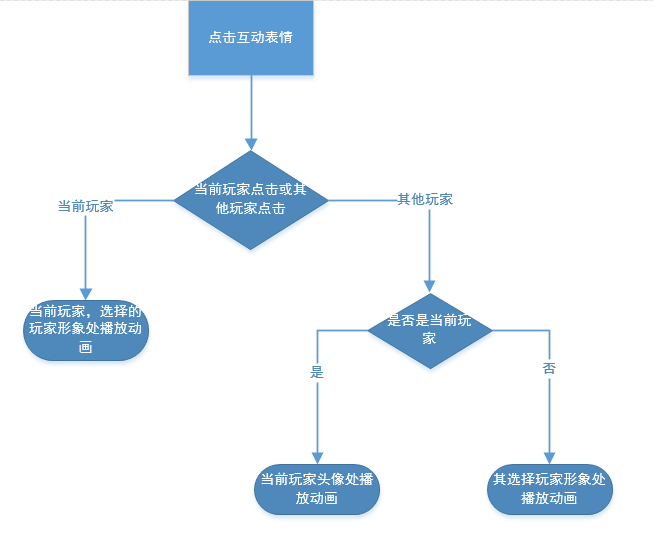 点击互动表情
当前玩家点击或其
他玩家点击
当前玩家
其他玩家
当前玩家，选择的
玩家形象处播放动
画
是否是当前玩
家
是
否
当前玩家头像处播
放动画
其选择玩家形象处
播放动画